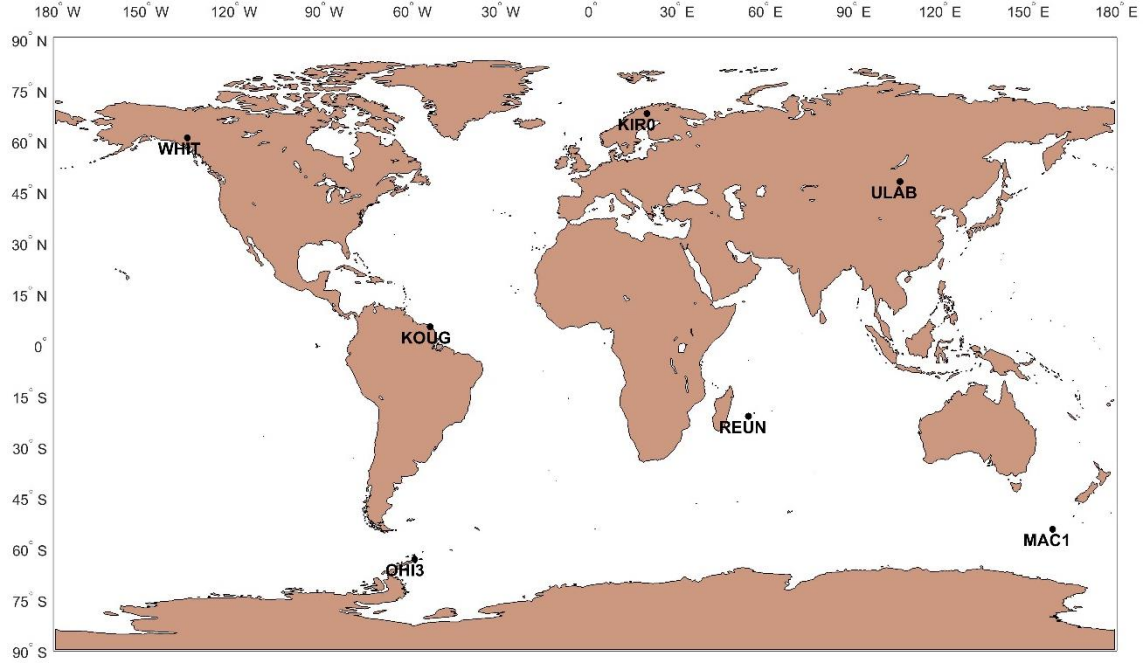 180° W 150° W 120° W 90° W 60° W 30° W 0° 30° E 60° E 90° E 120° E 150° E 180° E
90° N
75° N
60° N
45° N
30° N
15° N
0°
15° S
30° S
45° S
60° S
75° S
90° S
KIR0
WHIT
ULAB
KOUG
REUN
MAC1
OHI3